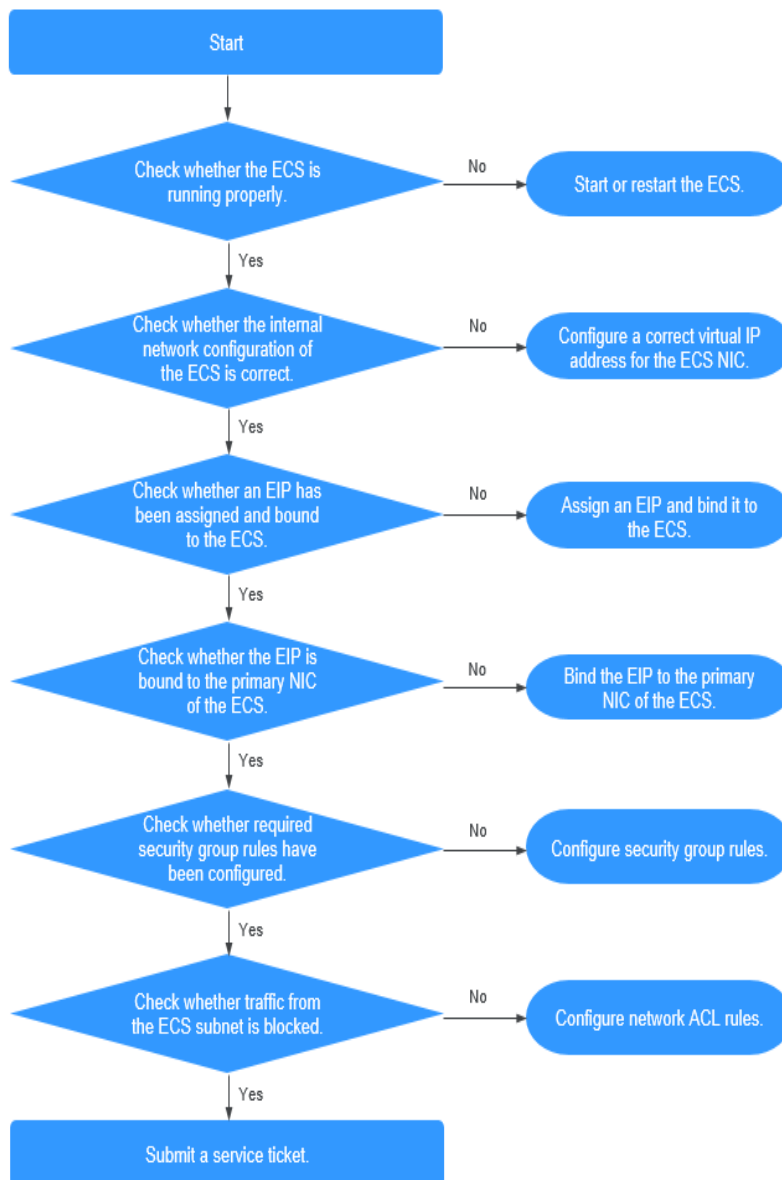 Start
Check whether the ECS is
running properly.
No
Start or restart the ECS.
Yes
Check whether the internal
network configuration of
the ECS is correct.
No
Configure a correct virtual IP
address for the ECS NIC.
Yes
Check whether an EIP has
been assigned and bound
to the ECS.
No
Assign an EIP and bind it to
the ECS.
Yes
Check whether the EIP is
bound to the primary NIC
of the ECS.
No
Bind the EIP to the primary
NIC of the ECS.
Yes
Check whether required
security group rules have
been configured.
No
Configure security group rules.
Yes
Check whether traffic from
the ECS subnet is blocked.
No
Configure network ACL rules.
Yes
Submit a service ticket.